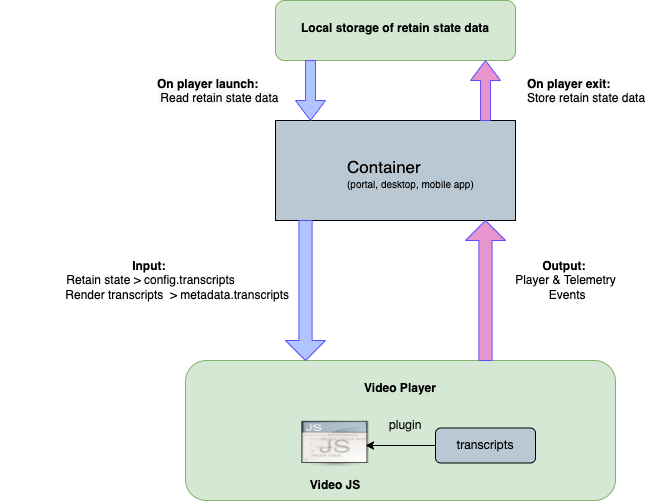 Local storage of retain state data
On player launch:
Read retain state data
On player exit:
Store retain state data
Container
(portal, desktop, mobile app)
Input:
Retain state > config.transcripts
Render transcripts > metadata.transcripts
Output:
Player & Telemetry
Events
Video Player
plugin
JS
JS
transcripts
Video JS